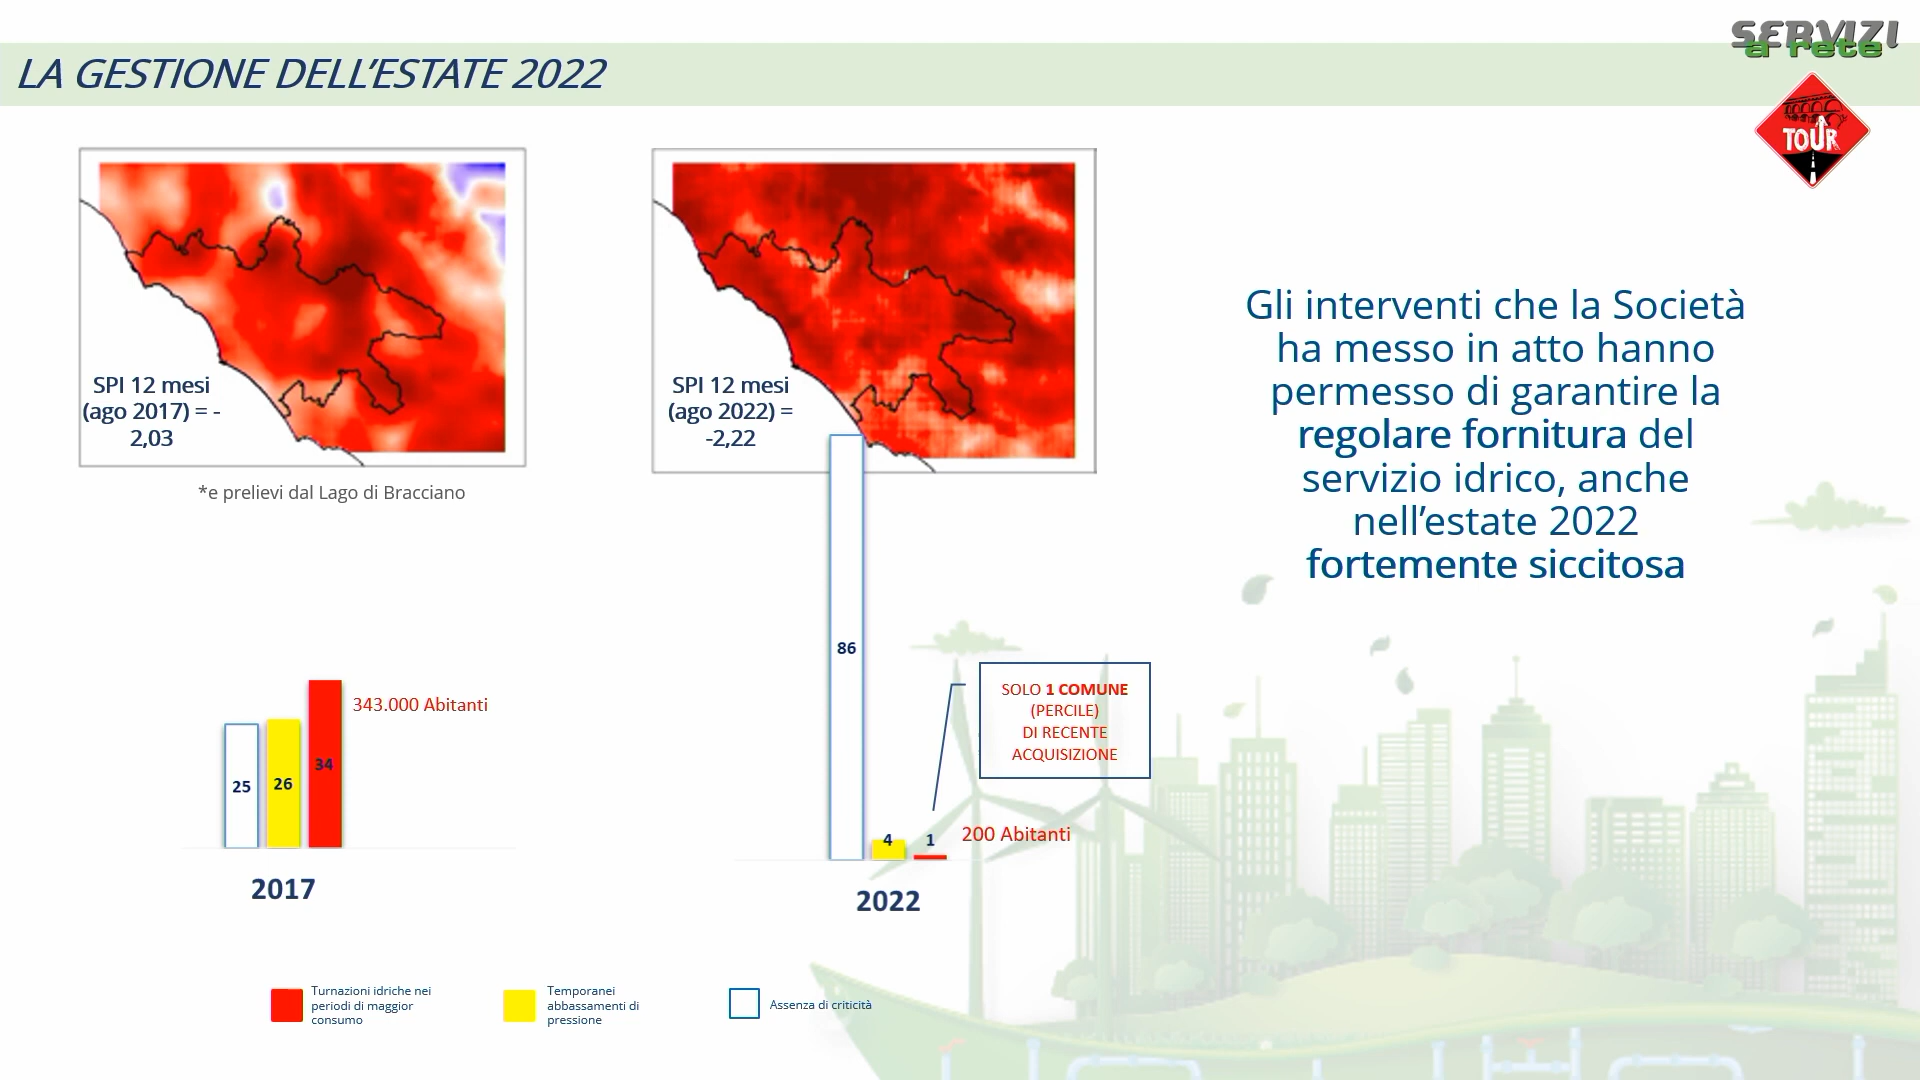 SERVIZI
a rete
LA GESTIONE DELL'ESTATE 2022
TOUR
SPI 12 mesi
(ago 2017) = -
2,03
*e prelievi dal Lago di Bracciano
SPI 12 mesi
(ago 2022) =
-2,22
Gli interventi che la Società
ha messo in atto hanno
permesso di garantire la
regolare fornitura del
servizio idrico, anche
nell'estate 2022
fortemente siccitosa
25
26
34
343.000 Abitanti
2017
86
4
1
200 Abitanti
SOLO 1 COMUNE
(PERCILE)
DI RECENTE
ACQUISIZIONE
2022
Turnazioni idriche nei
periodi di maggior
consumo
Temporanei
abbassamenti di
pressione
Assenza di criticità